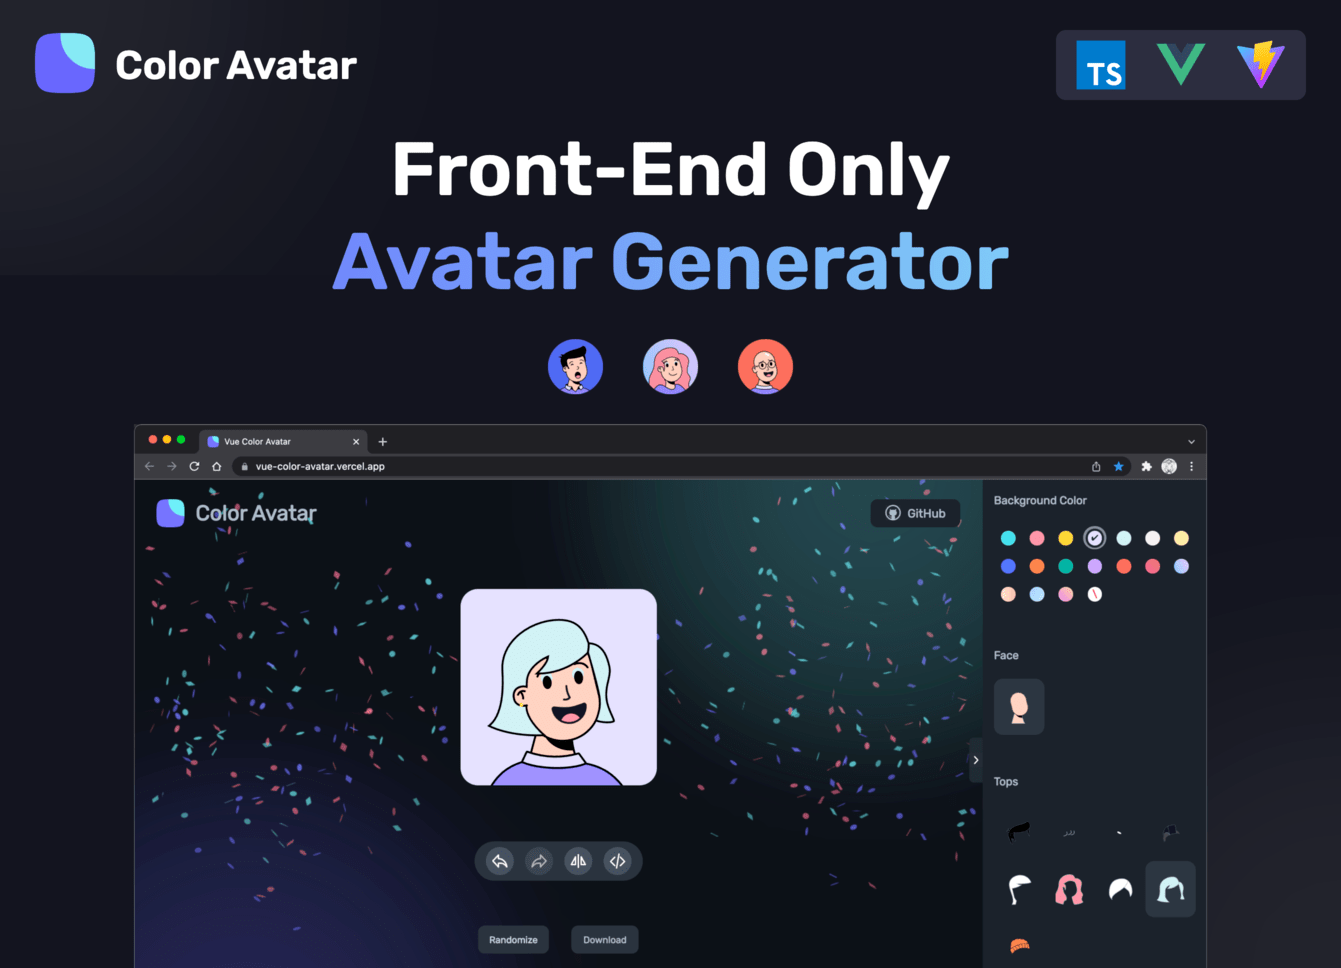 Color Avatar
TS
Front-End Only
Avatar Generator
Vue Color Avatar
vue-color-avatar.vercel.app
Color Avatar
GitHub
Background Color
Face
Tops
Randomize
Download